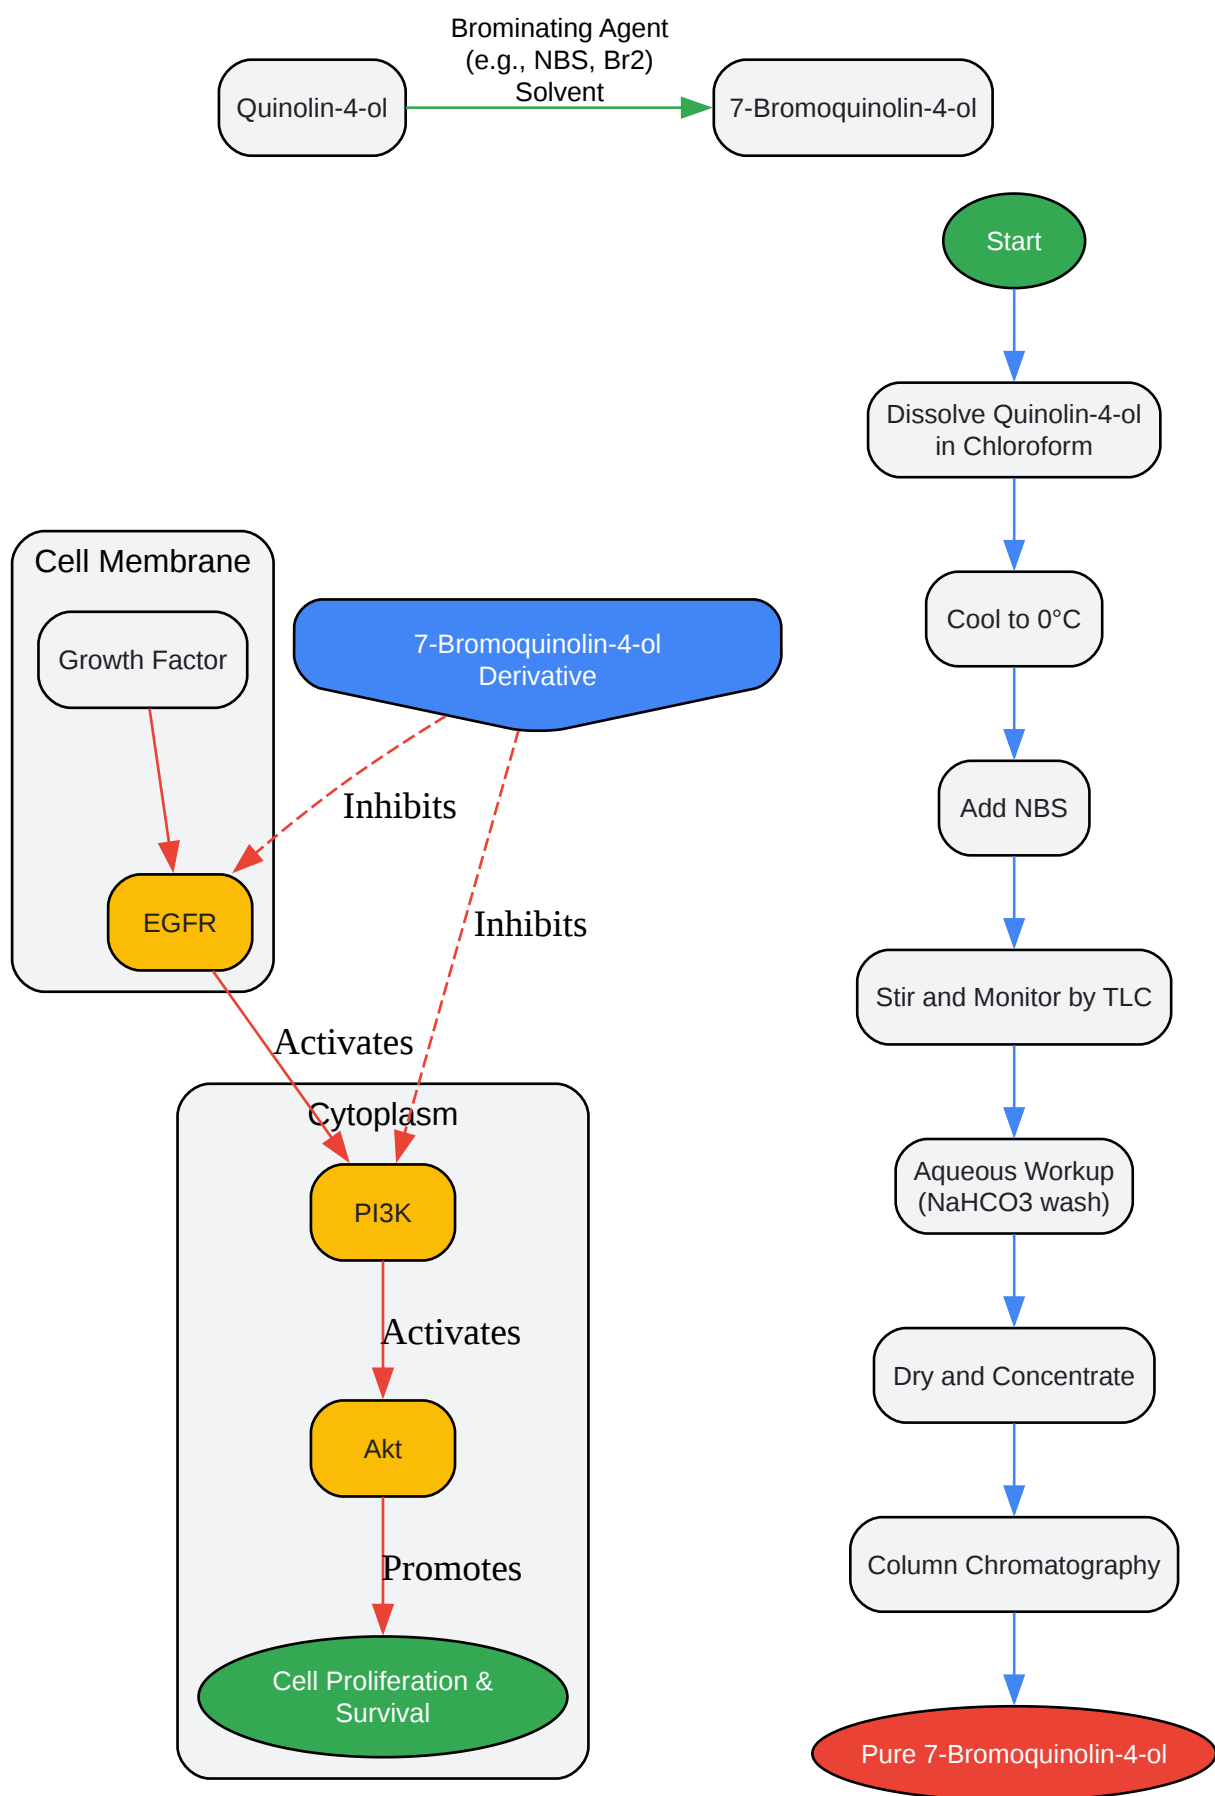 Brominating Agent
(e.g., NBS, Br2)
Solvent
Quinolin-4-ol
7-Bromoquinolin-4-ol
Start
Dissolve Quinolin-4-ol
in Chloroform
Cool to 0°C
Add NBS
Stir and Monitor by TLC
Aqueous Workup
(NaHCO3 wash)
Dry and Concentrate
Column Chromatography
Pure 7-Bromoquinolin-4-ol
Cell Membrane
Growth Factor
7-Bromoquinolin-4-ol
Derivative
Inhibits
EGFR
Inhibits
Activates
Cytoplasm
PI3K
Activates
Akt
Promotes
Cell Proliferation &
Survival